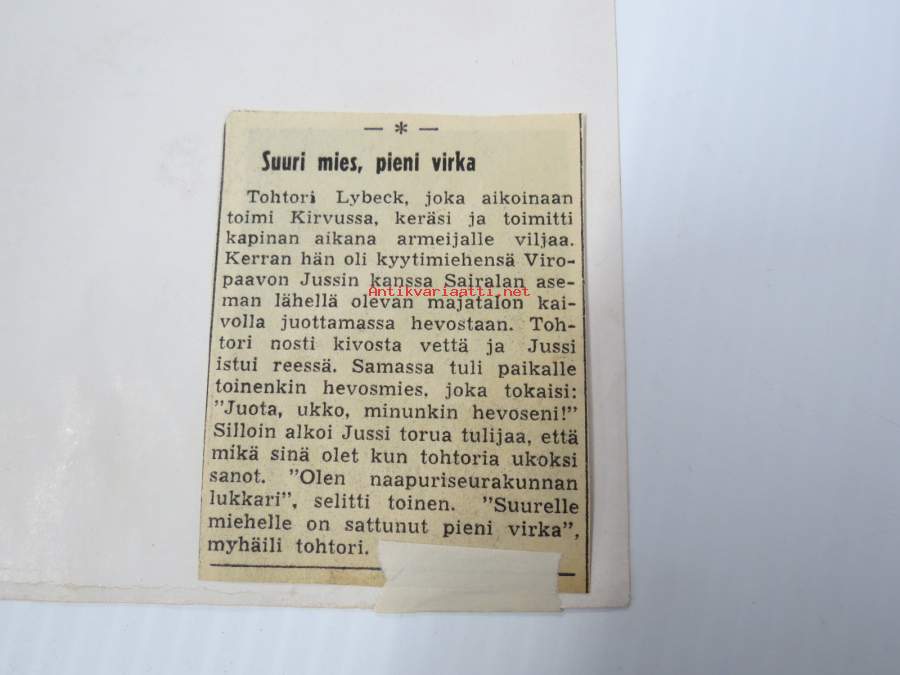 — * —
Suuri mies, pieni virka
Tohtori Lybeck, joka aikoinaan
toimi Kirvussa, keräsi ja toimitti
kapinan aikana armeijalle viljaa.
Kerran hän oli kyytimiehensä Viro-
paavon Jussin kanssa Sairalan ase-
Antikvariaatti.net
man lähellä olevan majatalon kai-
volla juottamassa hevostaan. Toh-
tori nosti kivosta vettä ja Jussi
istui reessä. Samassa tuli paikalle
toinenkin hevosmies, joka tokaisi:
"Juota, ukko, minunkin hevoseni!"
Silloin alkoi Jussi torua tulijaa, että
mikä sinä olet kun tohtoria ukoksi
sanot. "Olen naapuriseurakunnan
lukkari", selitti toinen. "Suurelle
miehelle on sattunut pieni virka",
myhäili tohtori.